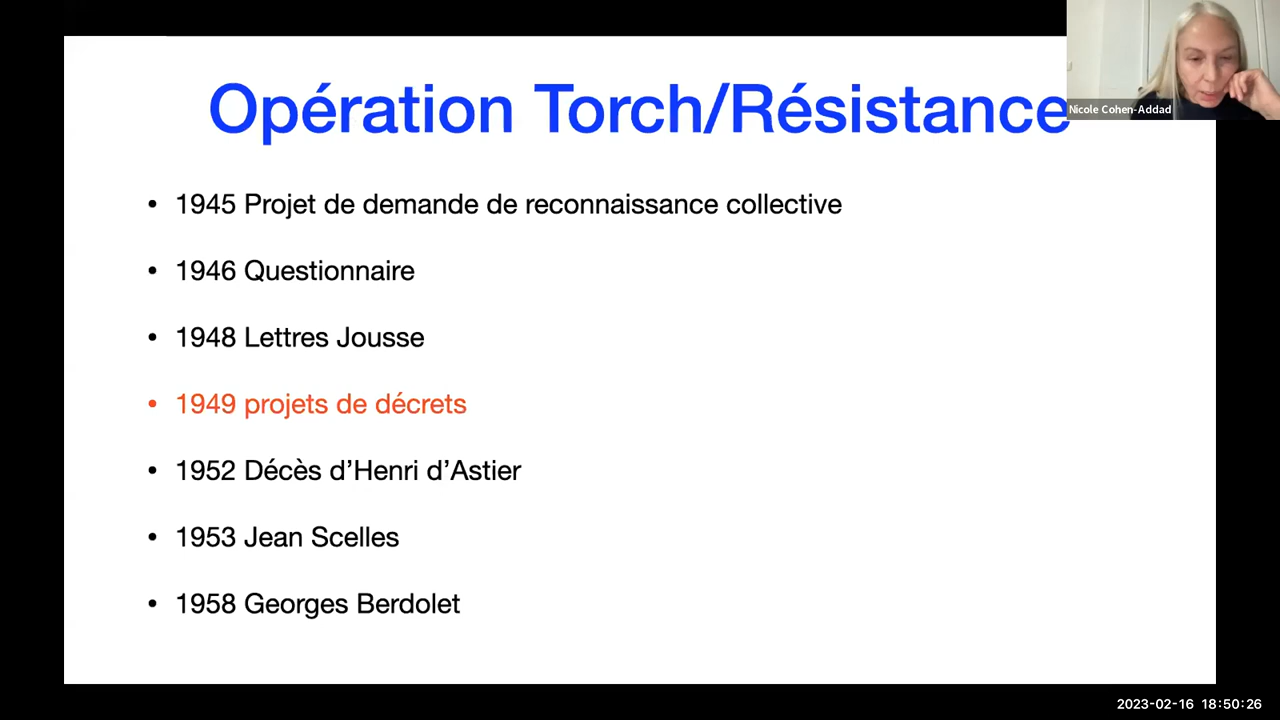 Opération Torch/Résistance
Nicole Cohen-Addad
• 1945 Projet de demande de reconnaissance collective
• 1946 Questionnaire
• 1948 Lettres Jousse
• 1949 projets de décrets
• 1952 Décès d’Henri d’Astier
• 1953 Jean Scelles
• 1958 Georges Berdolet
2023-02-16 18:50:26